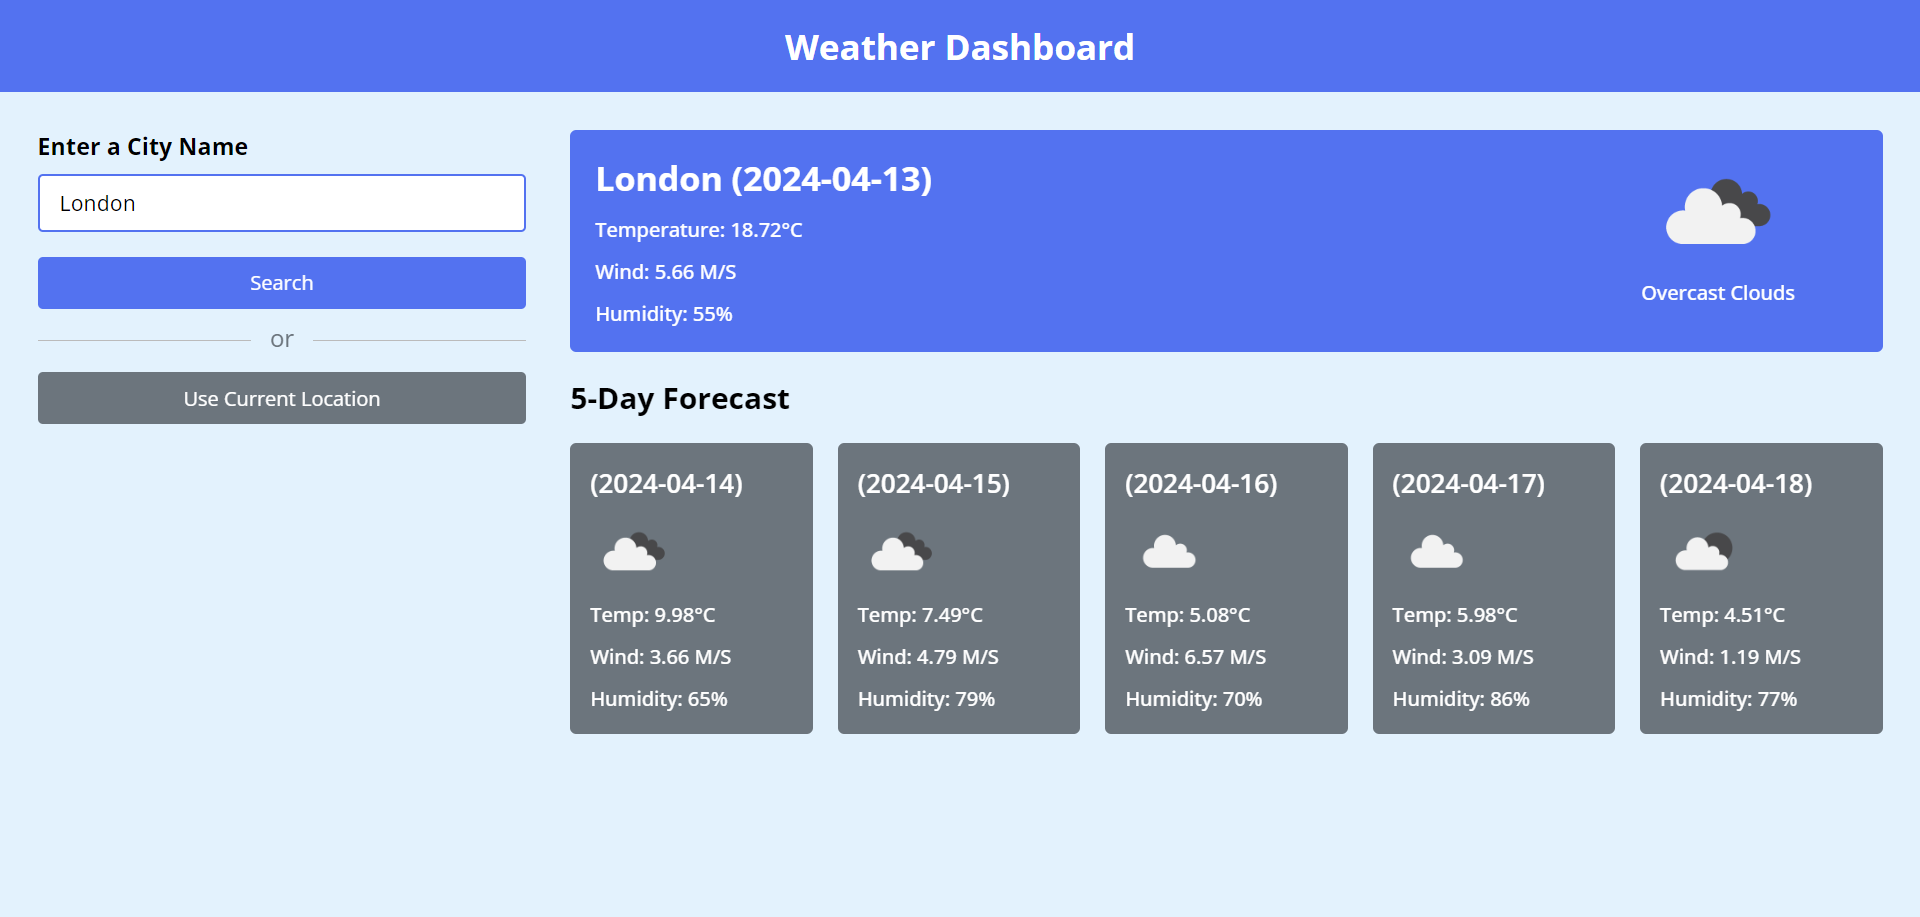 Weather Dashboard
Enter a City Name
London
Search
or
Use Current Location
London (2024-04-13)
Temperature: 18.72°C
Wind: 5.66 M/S
Humidity: 55%
Overcast Clouds
5-Day Forecast
(2024-04-14)
Temp: 9.98°C
Wind: 3.66 M/S
Humidity: 65%
(2024-04-15)
Temp: 7.49°C
Wind: 4.79 M/S
Humidity: 79%
(2024-04-16)
Temp: 5.08°C
Wind: 6.57 M/S
Humidity: 70%
(2024-04-17)
Temp: 5.98°C
Wind: 3.09 M/S
Humidity: 86%
(2024-04-18)
Temp: 4.51°C
Wind: 1.19 M/S
Humidity: 77%